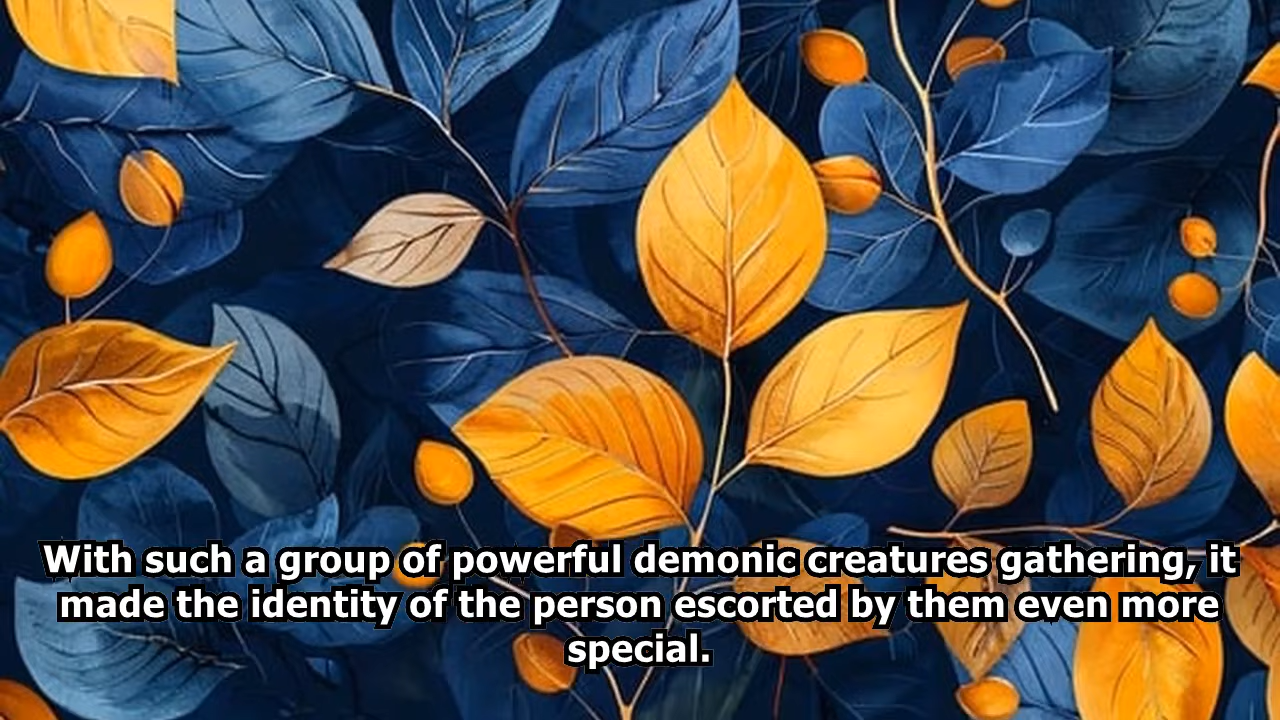 With such a group of powerful demonic creatures gathering, it
made the identity of the person escorted by them even more
special.